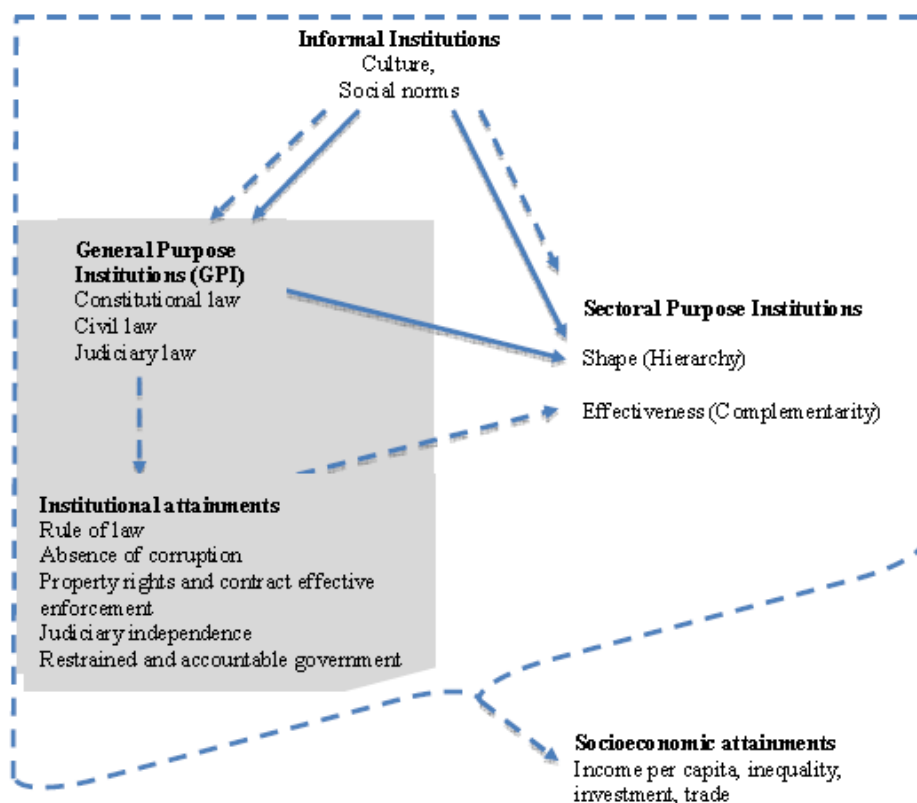 Informal Institutions
Culture,
Social norms
General Purpose
Institutions (GPI)
Constitutional law
Civil law
Judiciary law
Sectoral Purpose Institutions
Shape (Hierarchy)
Effectiveness (Complementarity)
Institutional attainments
Rule of law
Absence of corruption
Property rights and contract effective
enforcement
Judiciary independence
Restrained and accountable government
Socioeconomic attainments
Income per capita, inequality,
investment, trade